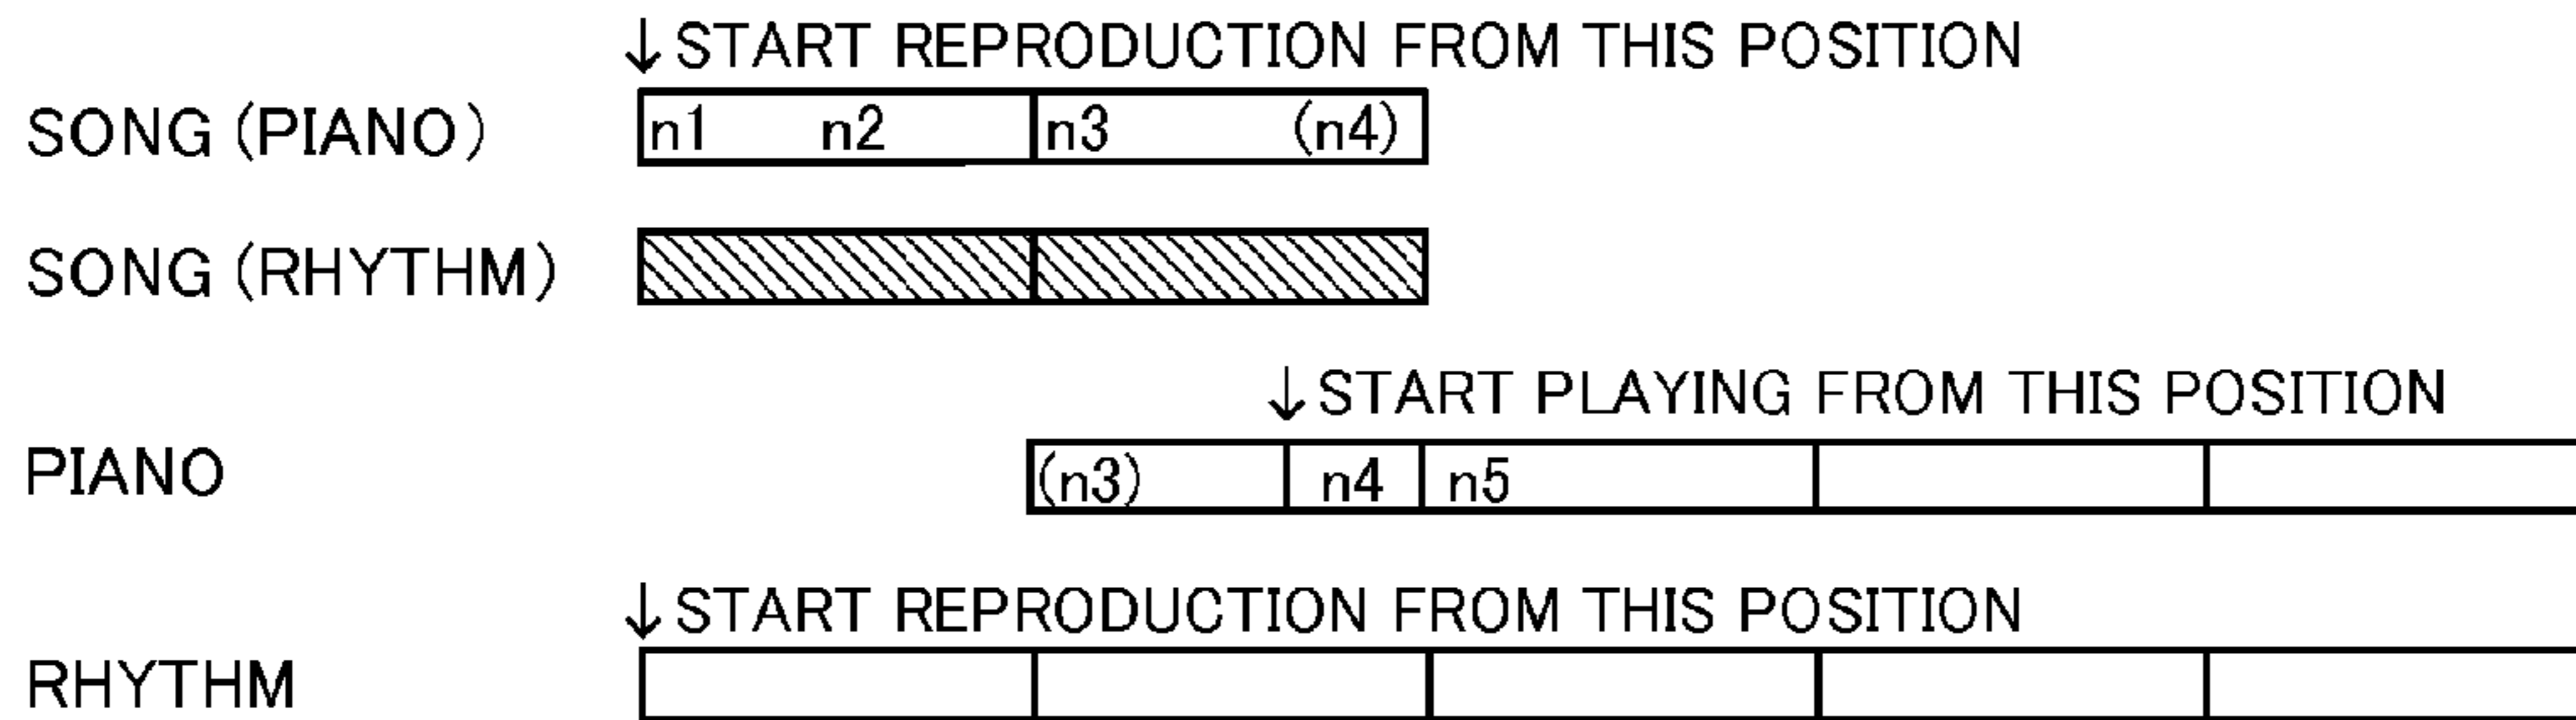 ↓START REPRODUCTION FROM THIS POSITION
SONG (PIANO) n1 n2 n3 (n4)
SONG (RHYTHM)
↓START PLAYING FROM THIS POSITION
PIANO (n3) n4 n5
↓START REPRODUCTION FROM THIS POSITION
RHYTHM